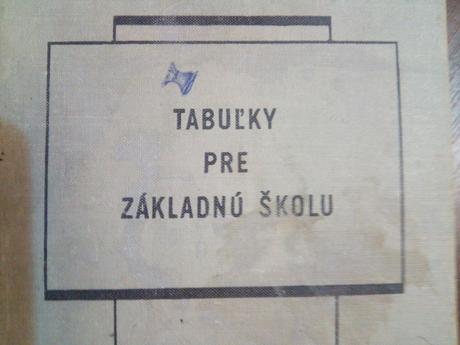 TABUĽKY
PRE
ZÁKLADNÚ ŠKOLU